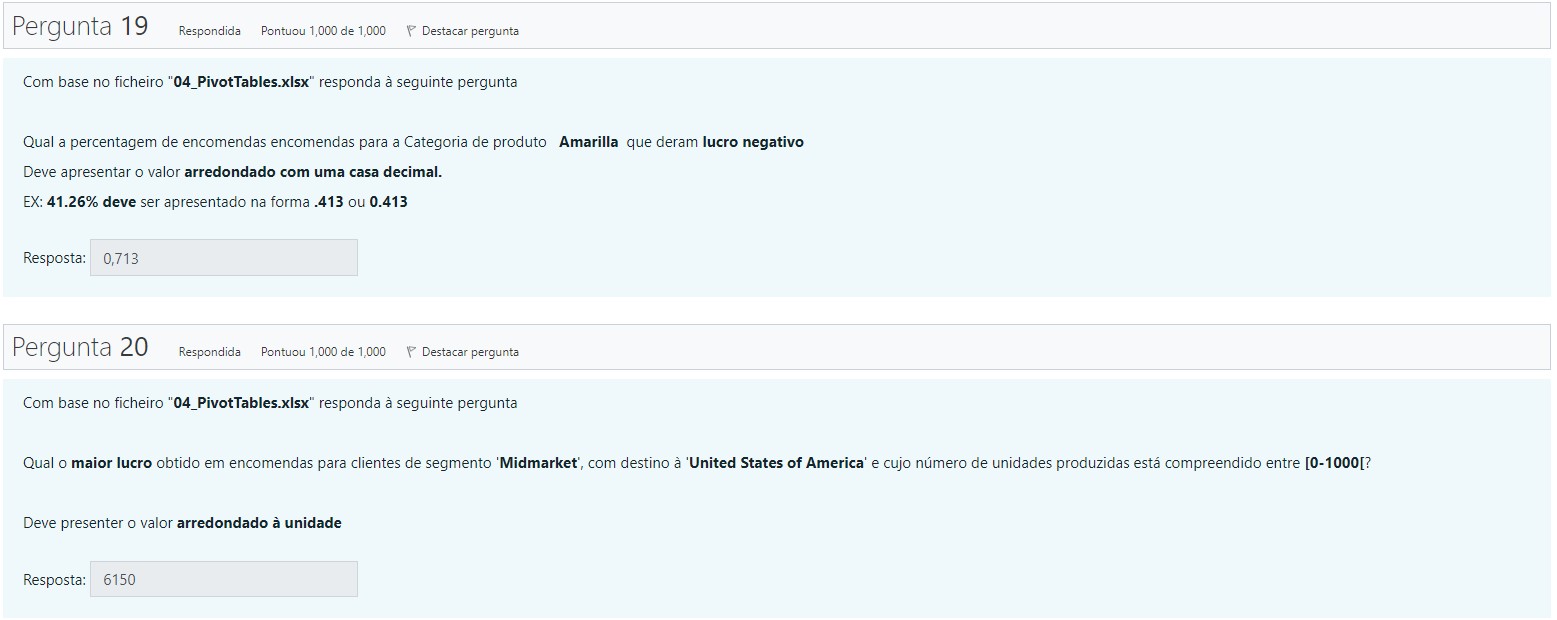 Pergunta 19 Respondida Pontuou 1,000 de 1,000 Destacar pergunta
Com base no ficheiro "04_PivotTables.xlsx" responda à seguinte pergunta
Qual a percentagem de encomendas encomendas para a Categoria de produto Amarilla que deram lucro negativo
Deve apresentar o valor arredondado com uma casa decimal.
EX: 41.26% deve ser apresentado na forma .413 ou 0.413
Resposta: 0,713
Pergunta 20 Respondida Pontuou 1,000 de 1,000 Destacar pergunta
Com base no ficheiro "04_PivotTables.xlsx" responda à seguinte pergunta
Qual o maior lucro obtido em encomendas para clientes de segmento 'Midmarket', com destino à 'United States of America' e cujo número de unidades produzidas está compreendido entre [0-1000[?
Deve presenter o valor arredondado à unidade
Resposta: 6150